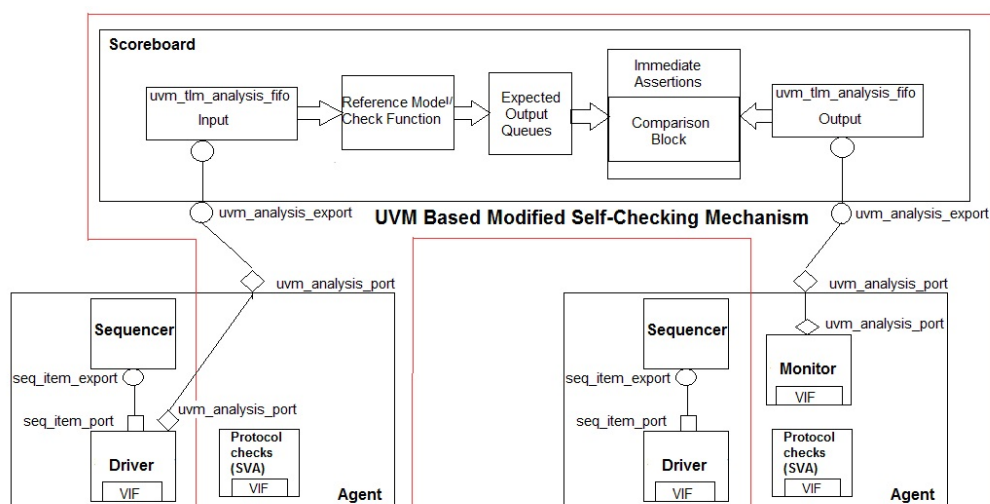 Scoreboard
uvm_tlm_analysis_fifo
Input
Reference Model/
Check Function
Expected
Output
Queues
Immediate
Assertions
Comparison
Block
uvm_tlm_analysis_fifo
Output
uvm_analysis_export
UVM Based Modified Self-Checking Mechanism
uvm_analysis_export
uvm_analysis_port
Sequencer
seq_item_export
seq_item_port
uvm_analysis_port
Driver
VIF
Protocol
checks
(SVA)
VIF
Agent
uvm_analysis_port
uvm_analysis_port
Sequencer
seq_item_export
seq_item_port
Driver
VIF
Monitor
VIF
Protocol
checks
(SVA)
VIF
Agent